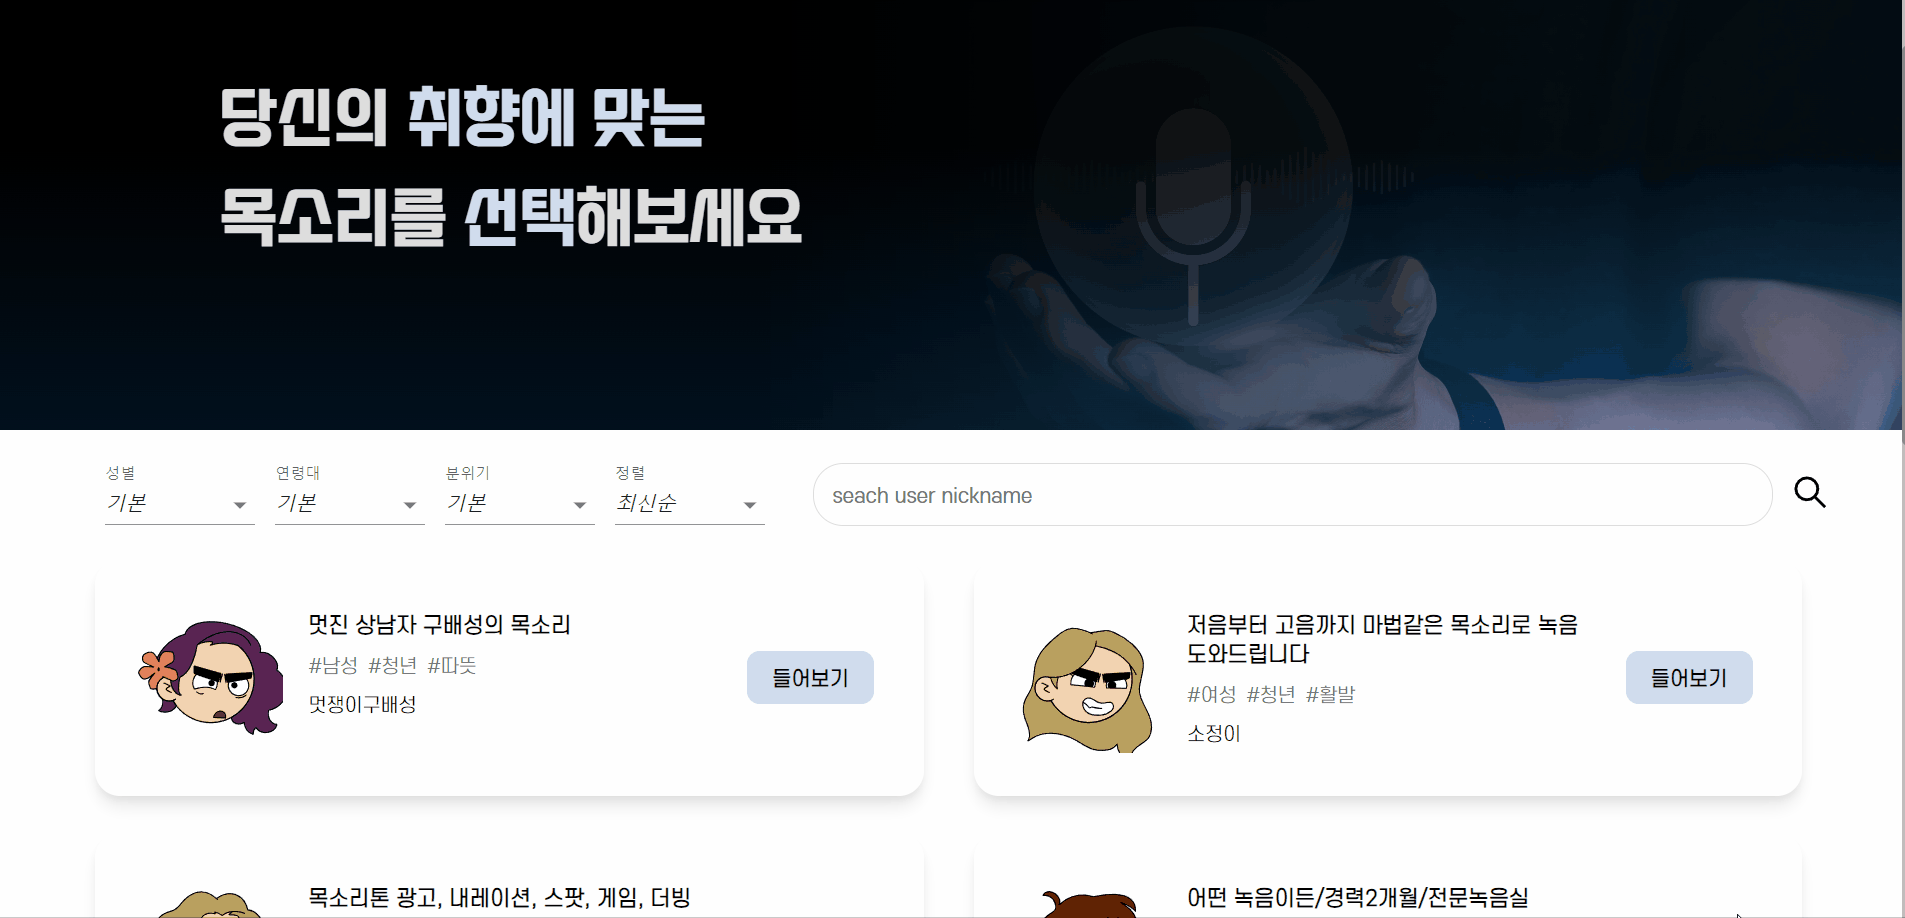 당신의 취향에 맞는
목소리를 선택해보세요
성별
연령대
분위기
정렬
기본
기본
기본
최신순
seach user nickname
멋진 상남자 구배성의 목소리
#남성 #청년 #따뜻
멋쟁이구배성
들어보기
저음부터 고음까지 마법같은 목소리로 녹음
도와드립니다
#여성 #청년 #활발
소정이
들어보기
목소리톤 광고, 내레이션, 스팟, 게임, 더빙
어떤 녹음이든/경력2개월/전문녹음실